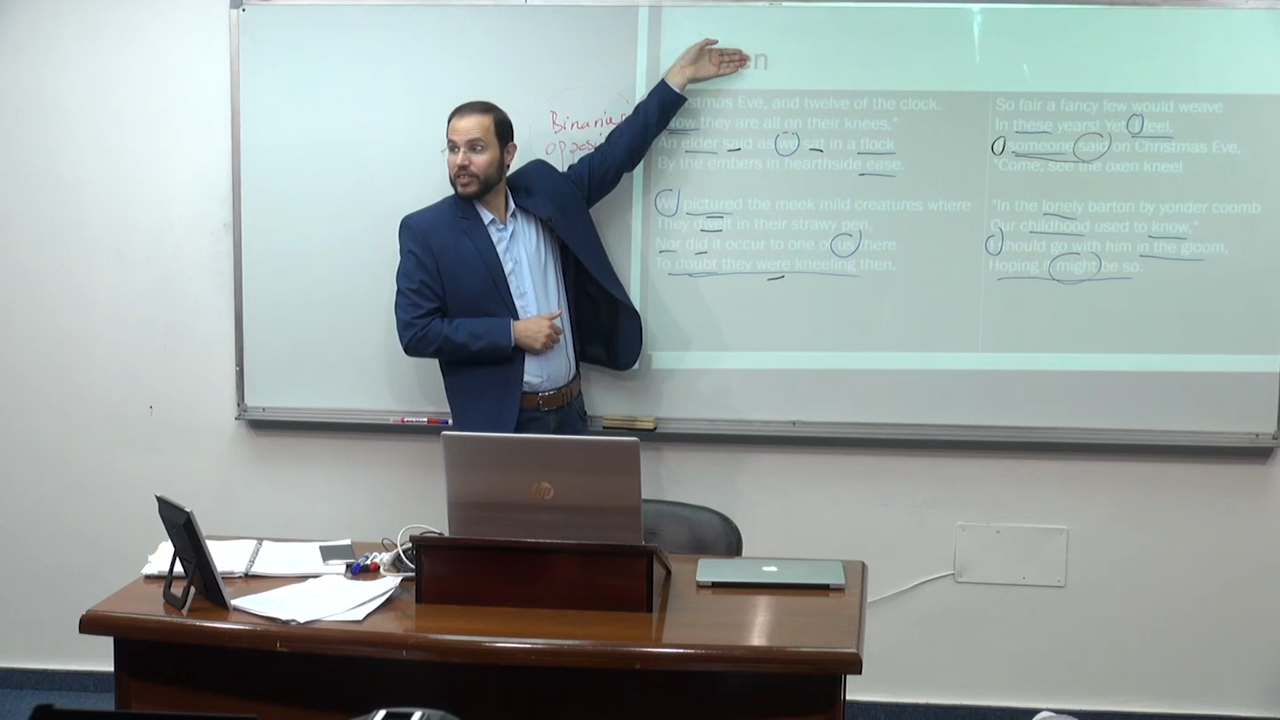 Binaries
Christmas Eve, and twelve of the clock.
they are all on their knees,"
An elder said as we sat in a flock
By the embers in hearthside ease.
We pictured the meek mild creatures where
They dwelt in their strawy pen,
Nor did it occur to one of us there
To doubt they were kneeling then.
So fair a fancy few would weave
In these years! Yet, I feel,
If someone said on Christmas Eve,
"Come; see the oxen kneel
"In the lonely barton by yonder coomb
Our childhood used to know,"
I should go with him in the gloom,
Hoping it might be so.
hp